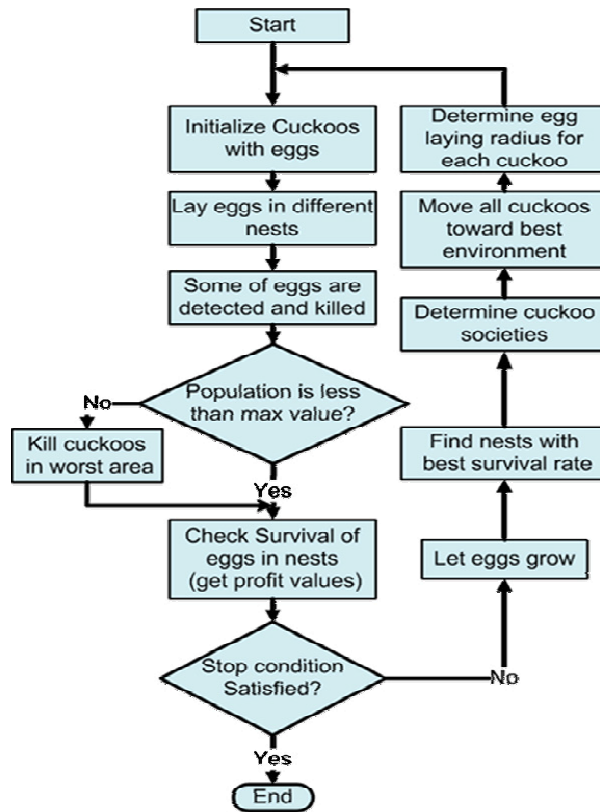 Start
Initialize Cuckoos
with eggs
Lay eggs in different
nests
Some of eggs are
detected and killed
Population is less
than max value?
No
Kill cuckoos
in worst area
Yes
Check Survival of
eggs in nests
(get profit values)
Stop condition
Satisfied?
Yes
End
No
Let eggs grow
Find nests with
best survival rate
Determine cuckoo
societies
Move all cuckoos
toward best
environment
Determine egg
laying radius for
each cuckoo